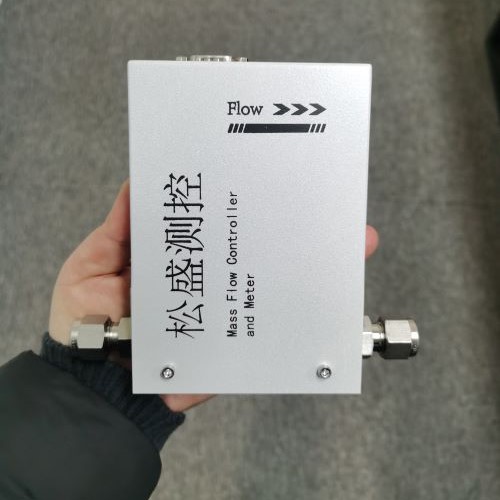 Flow
松盛测控
Mass Flow Controller
and Meter